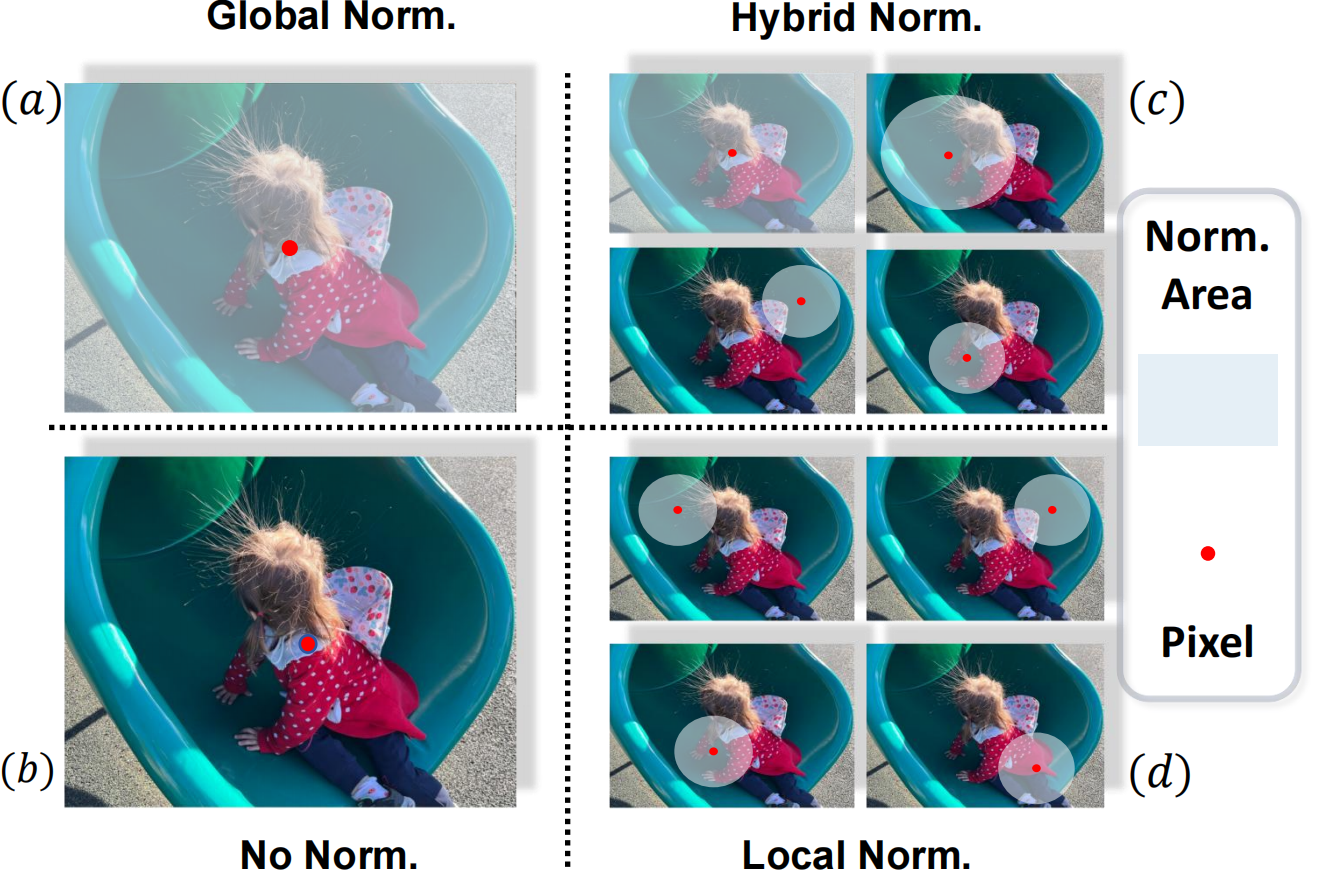 Global Norm.
Hybrid Norm.
(a)
(c)
Norm.
Area
Pixel
(b)
(d)
No Norm.
Local Norm.